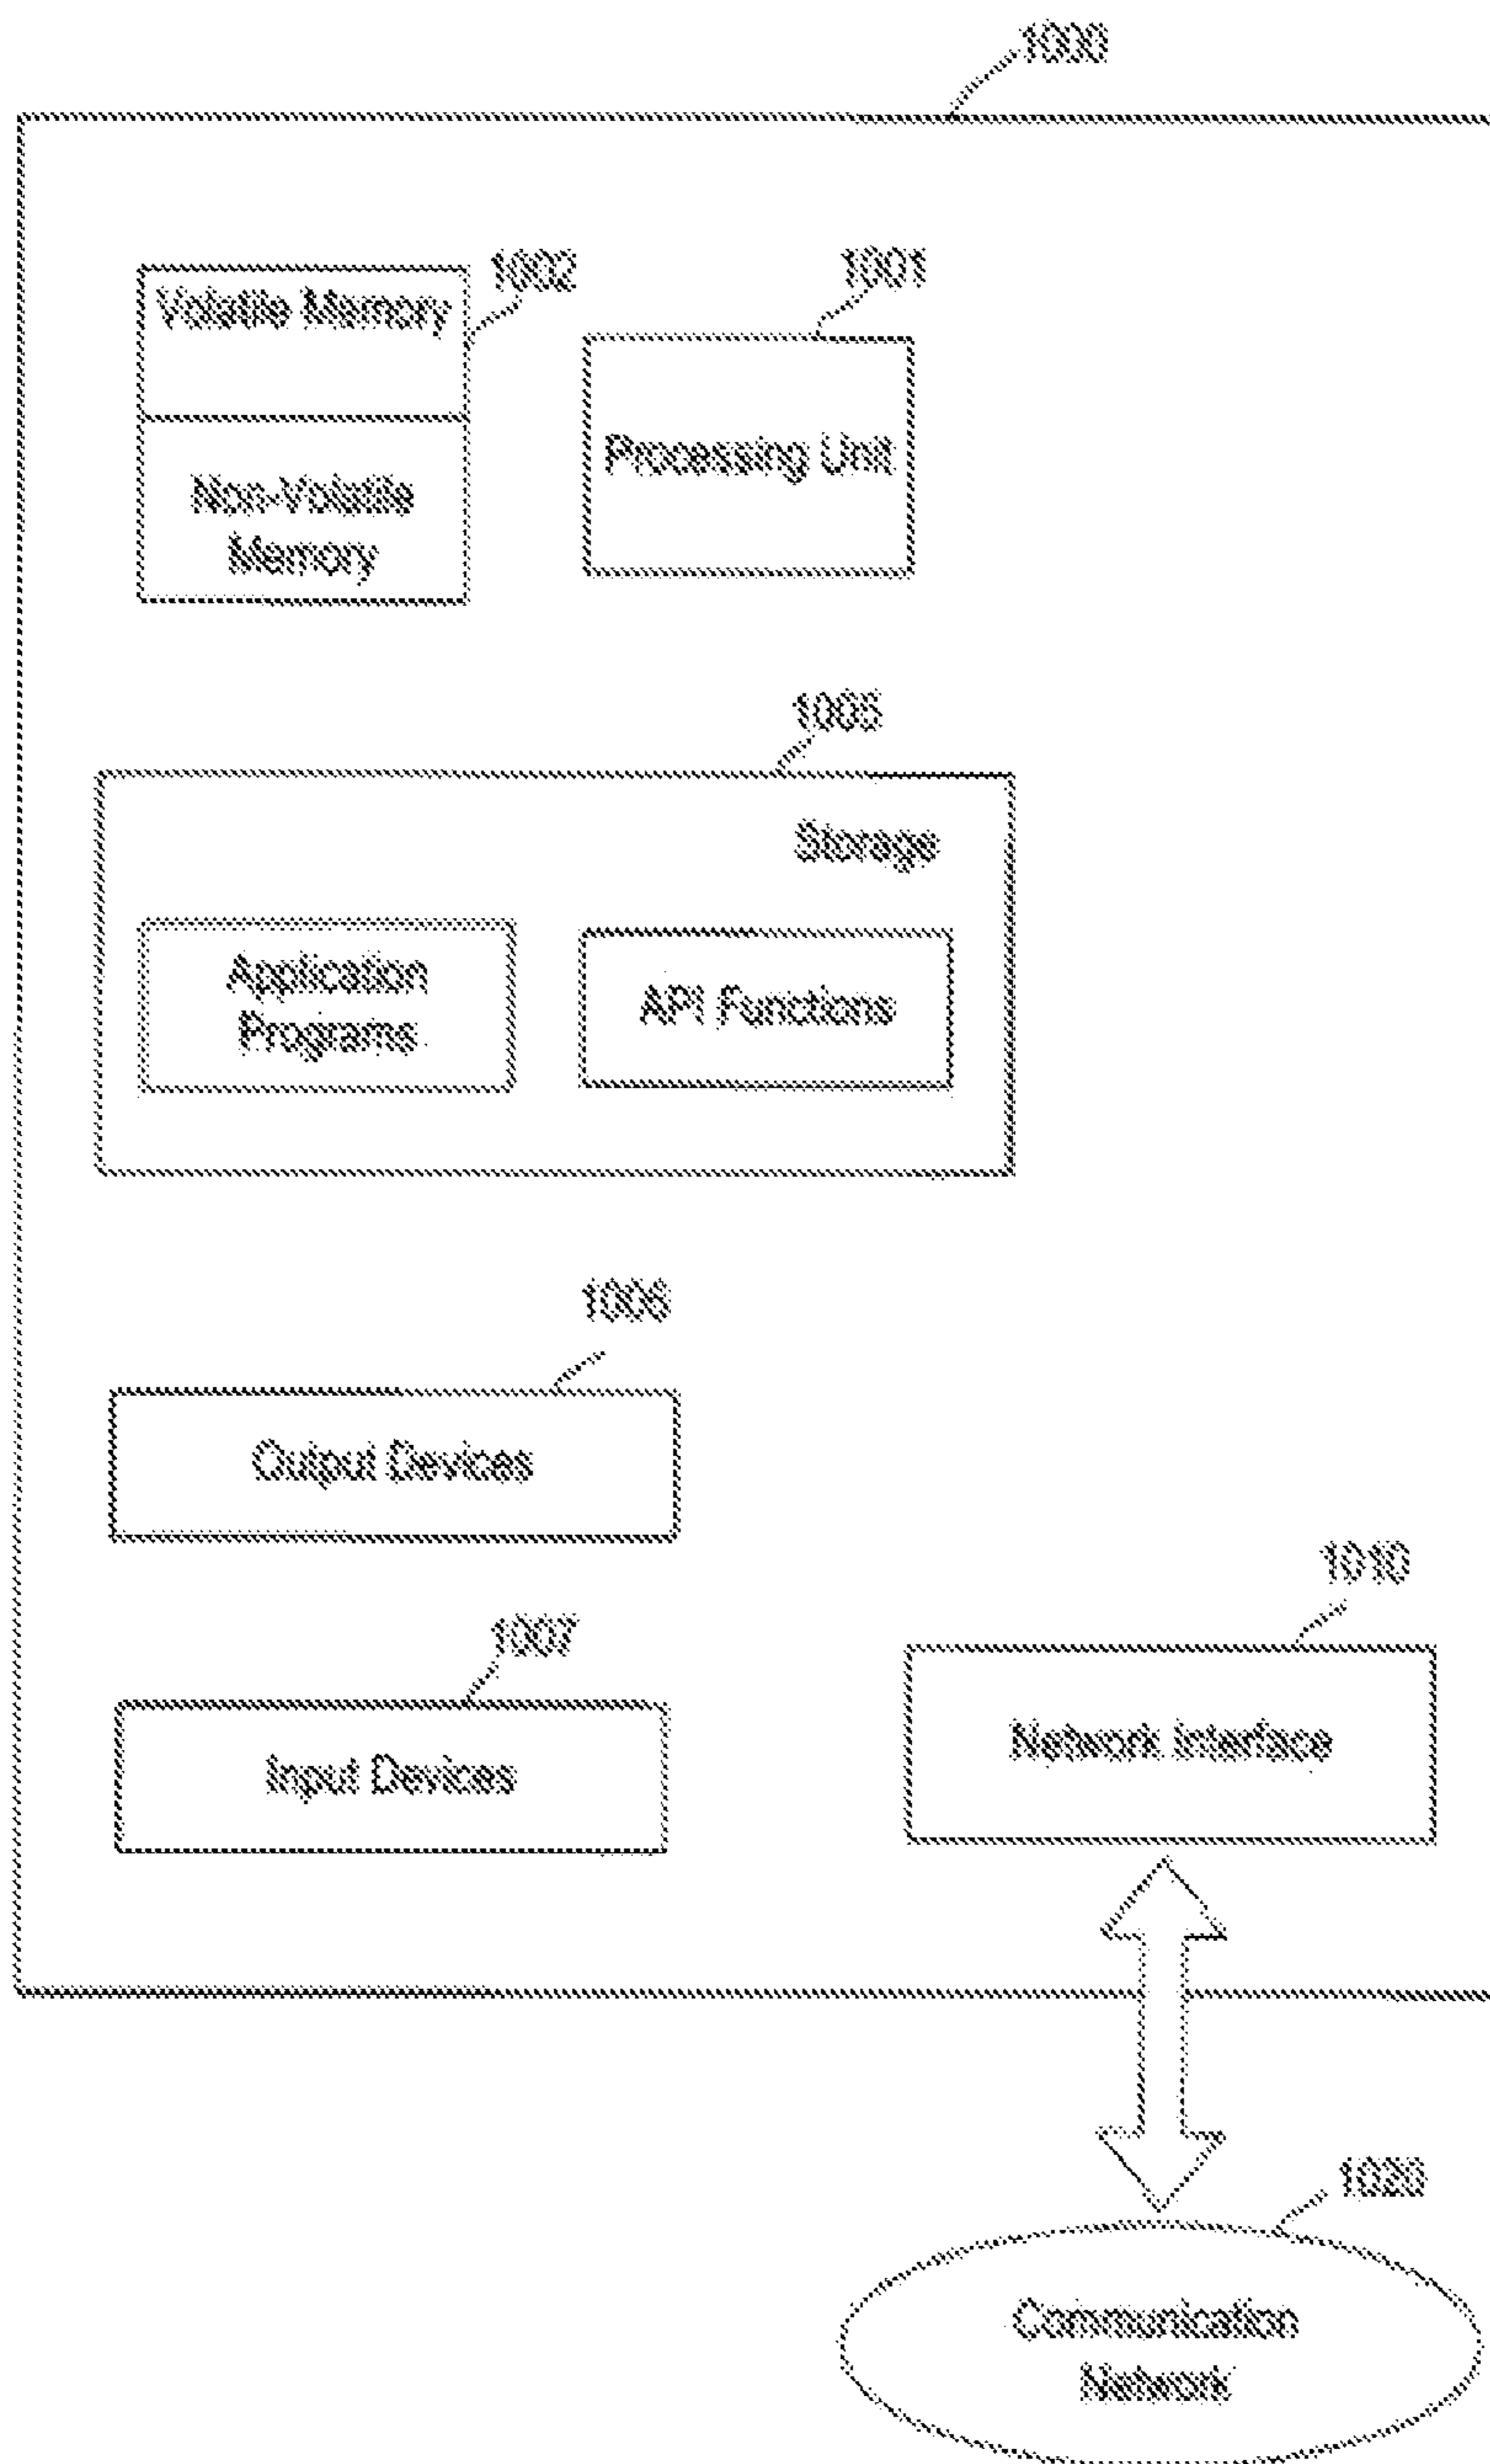 1000
1002
1001
Volatile Memory
Processing Unit
Non-Volatile
Memory
1005
Storage
Application
Programs
API Functions
1006
Output Devices
1010
1007
Network Interface
Input Devices
1020
Communication
Network